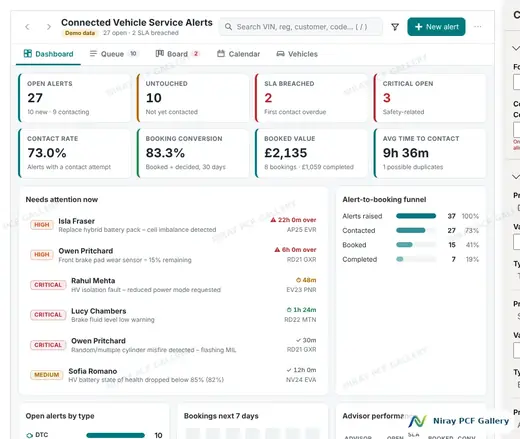 Connected Vehicle Service Alerts
Demo data 27 open · 2 SLA breached
Search VIN, reg, customer, code... ( / )
New alert
Dashboard
Queue 10
Board 2
Calendar
Vehicles
OPEN ALERTS
27
10 new · 9 contacting
UNTOUCHED
10
Not yet contacted
SLA BREACHED
2
First contact overdue
CRITICAL OPEN
3
Safety-related
CONTACT RATE
73.0%
Alerts with a contact attempt
BOOKING CONVERSION
83.3%
Booked ÷ decided, 30 days
BOOKED VALUE
£2,135
8 bookings · £1,059 completed
AVG TIME TO CONTACT
9h 36m
1 possible duplicates
Needs attention now
HIGH
Isla Fraser
Replace hybrid battery pack – cell imbalance detected
22h 0m over
AP25 EVR
HIGH
Owen Pritchard
Front brake pad wear sensor – 15% remaining
6h 0m over
RD21 GXR
CRITICAL
Rahul Mehta
HV isolation fault – reduced power mode requested
48m
EV23 PNR
CRITICAL
Lucy Chambers
Brake fluid level low warning
1h 24m
RD22 MTN
CRITICAL
Owen Pritchard
Random/multiple cylinder misfire detected – flashing MIL
30m
RD21 GXR
MEDIUM
Sofia Romano
HV battery state of health dropped below 85% (82%)
12h 0m
NV24 EVA
Alert-to-booking funnel
Alerts raised 37 100%
Contacted 27 73%
Booked 15 41%
Completed 7 19%
Open alerts by type
DTC 10
Bookings next 7 days
Advisor performance
Niray PCF Gallery
NIRAY PCF GALLERY